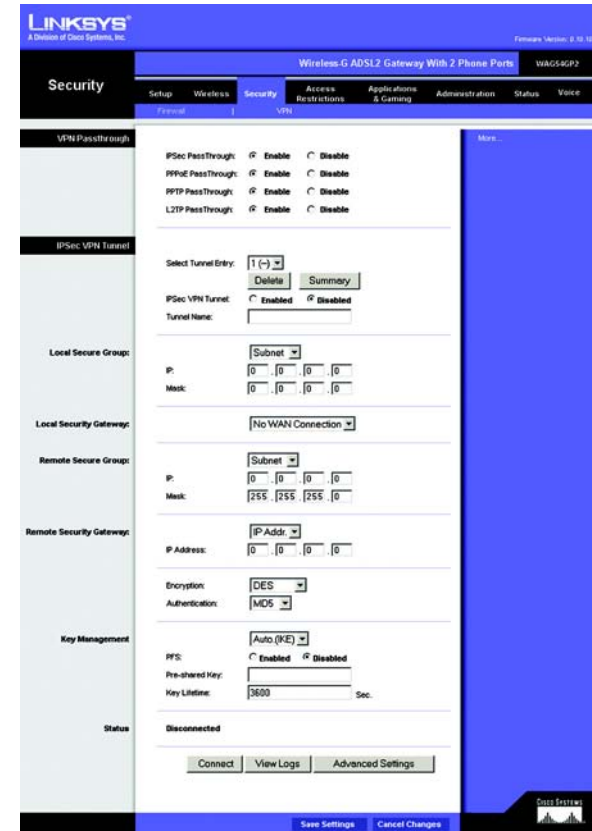 LINKSYS®
A Division of Cisco Systems, Inc.
Wireless-G ADSL2 Gateway With 2 Phone Ports WAG54GP2
Security
Setup Wireless Security Access Restrictions Applications & Gaming Administration Status Voice
Firewall | VPN
VPN Passthrough
More...
IPSec PassThrough: Enable Disable
PPPoE PassThrough: Enable Disable
PPTP PassThrough: Enable Disable
L2TP PassThrough: Enable Disable
IPSec VPN Tunnel
Select Tunnel Entry: 1 (--)
Delete Summary
IPSec VPN Tunnel: Enabled Disabled
Tunnel Name:
Local Secure Group: Subnet
IP: 0 . 0 . 0 . 0
Mask: 0 . 0 . 0 . 0
Local Security Gateway: No WAN Connection
Remote Secure Group: Subnet
IP: 0 . 0 . 0 . 0
Mask: 255 . 255 . 255 . 0
Remote Security Gateway: IP Addr.
IP Address: 0 . 0 . 0 . 0
Encryption: DES
Authentication: MD5
Key Management Auto.(IKE)
PFS: Enabled Disabled
Pre-shared Key:
Key Lifetime: 3600 Sec.
Status Disconnected
Connect View Logs Advanced Settings
Save Settings Cancel Changes
CISCO SYSTEMS